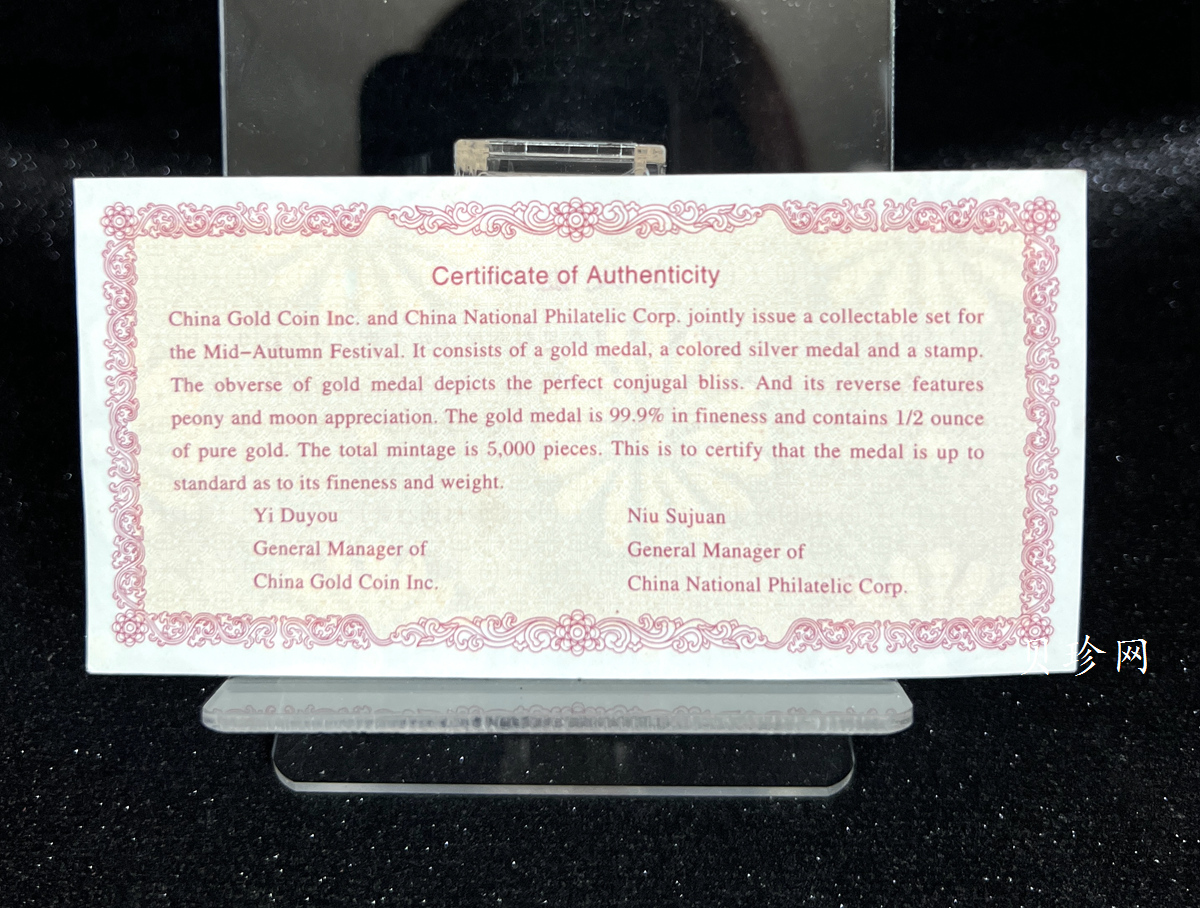 Certificate of Authenticity
China Gold Coin Inc. and China National Philatelic Corp. jointly issue a collectable set for
the Mid-Autumn Festival. It consists of a gold medal, a colored silver medal and a stamp.
The obverse of gold medal depicts the perfect conjugal bliss. And its reverse features
peony and moon appreciation. The gold medal is 99.9% in fineness and contains 1/2 ounce
of pure gold. The total mintage is 5,000 pieces. This is to certify that the medal is up to
standard as to its fineness and weight.
Yi Duyou
Niu Sujuan
General Manager of
General Manager of
China Gold Coin Inc.
China National Philatelic Corp.
珍网